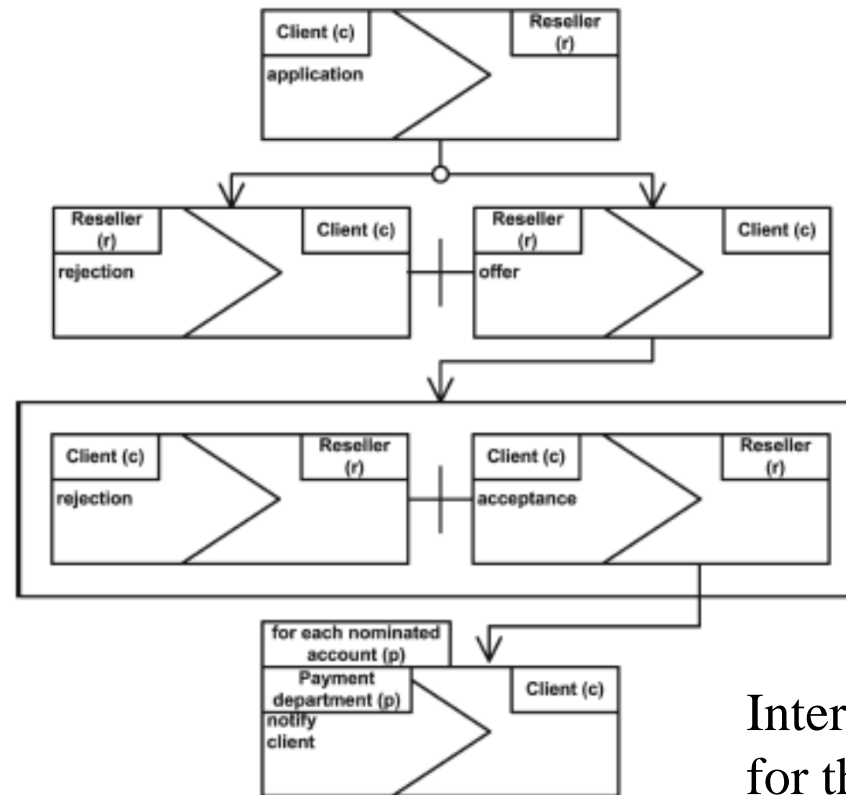 Client (c)
Reseller
(r)
application
Reseller
(r)
Client (c)
rejection
Reseller
(r)
Client (c)
offer
Client (c)
Reseller
(r)
rejection
Client (c)
Reseller
(r)
acceptance
for each nominated
account (p)
Payment
department (p)
Client (c)
notify
client
Inter
for th